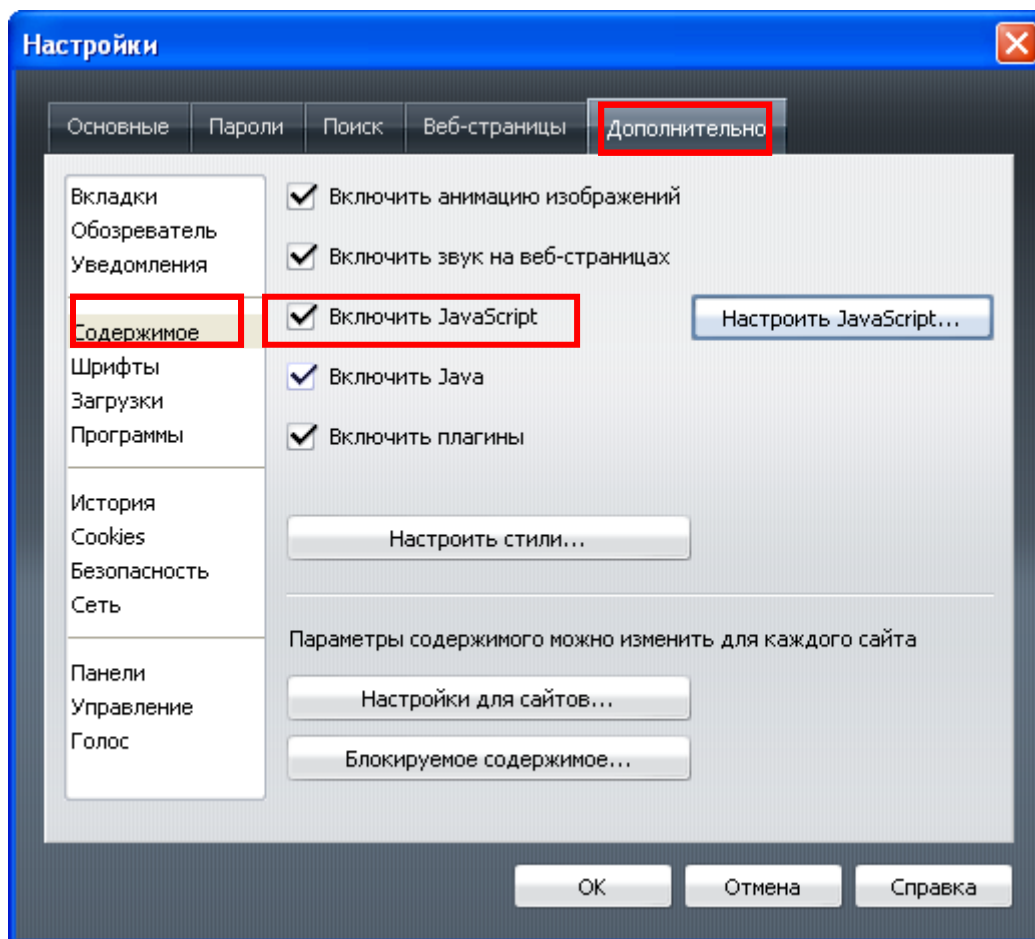 Настройки
Основные Пароли Поиск Веб-страницы Дополнительно
Вкладки
Обозреватель
Уведомления
Содержимое
Шрифты
Загрузки
Программы
История
Cookies
Безопасность
Сеть
Панели
Управление
Голос
Включить анимацию изображений
Включить звук на веб-страницах
Включить JavaScript Настроить JavaScript...
Включить Java
Включить плагины
Настроить стили...
Параметры содержимого можно изменить для каждого сайта
Настройки для сайтов...
Блокируемое содержимое...
OK Отмена Справка